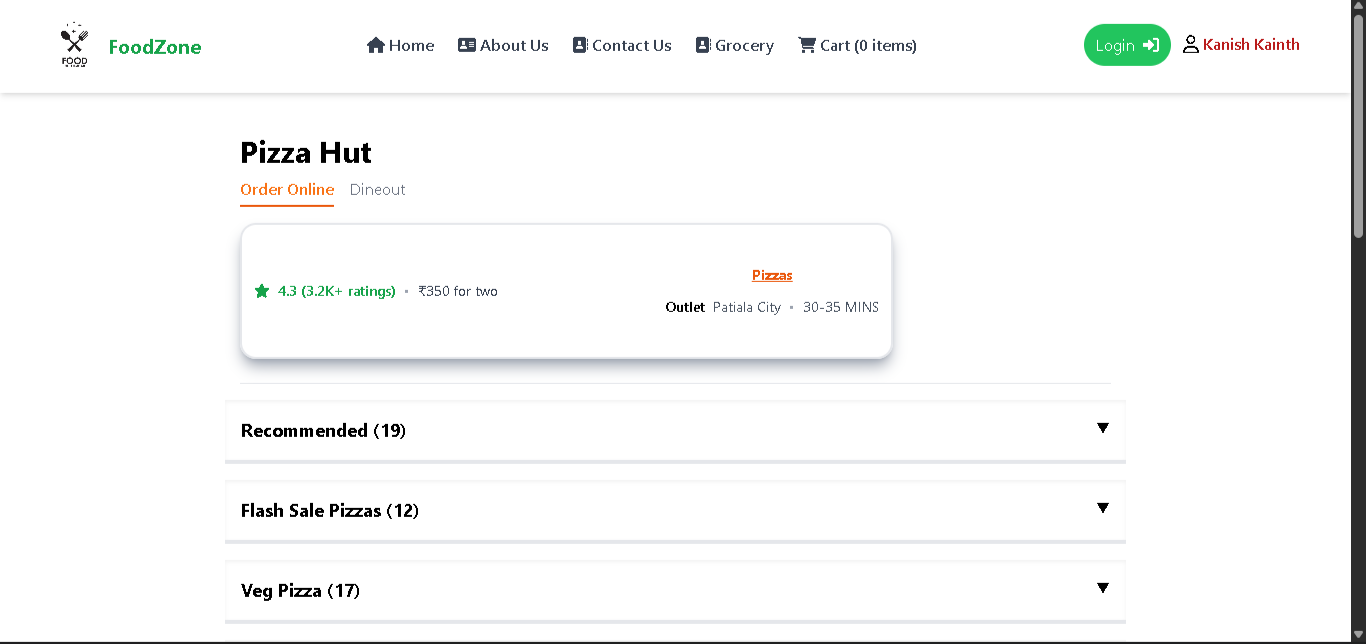 FOOD
FoodZone
Home
About Us
Contact Us
Grocery
Cart (0 items)
Login
Kanish Kainth
Pizza Hut
Order Online
Dineout
4.3 (3.2K+ ratings) • ₹350 for two
Pizzas
Outlet Patiala City • 30-35 MINS
Recommended (19)
Flash Sale Pizzas (12)
Veg Pizza (17)